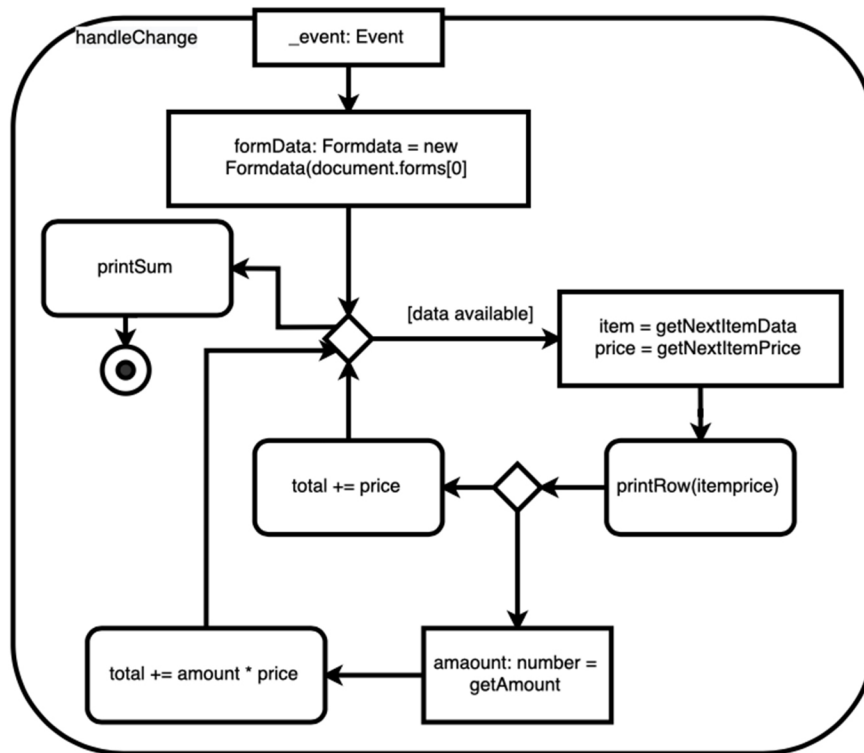 handleChange
_event: Event
formData: Formdata = new
Formdata(document.forms[0]
printSum
[data available]
item = getNextItemData
price = getNextItemPrice
total += price
printRow(itemprice)
total += amount * price
amaount: number =
getAmount